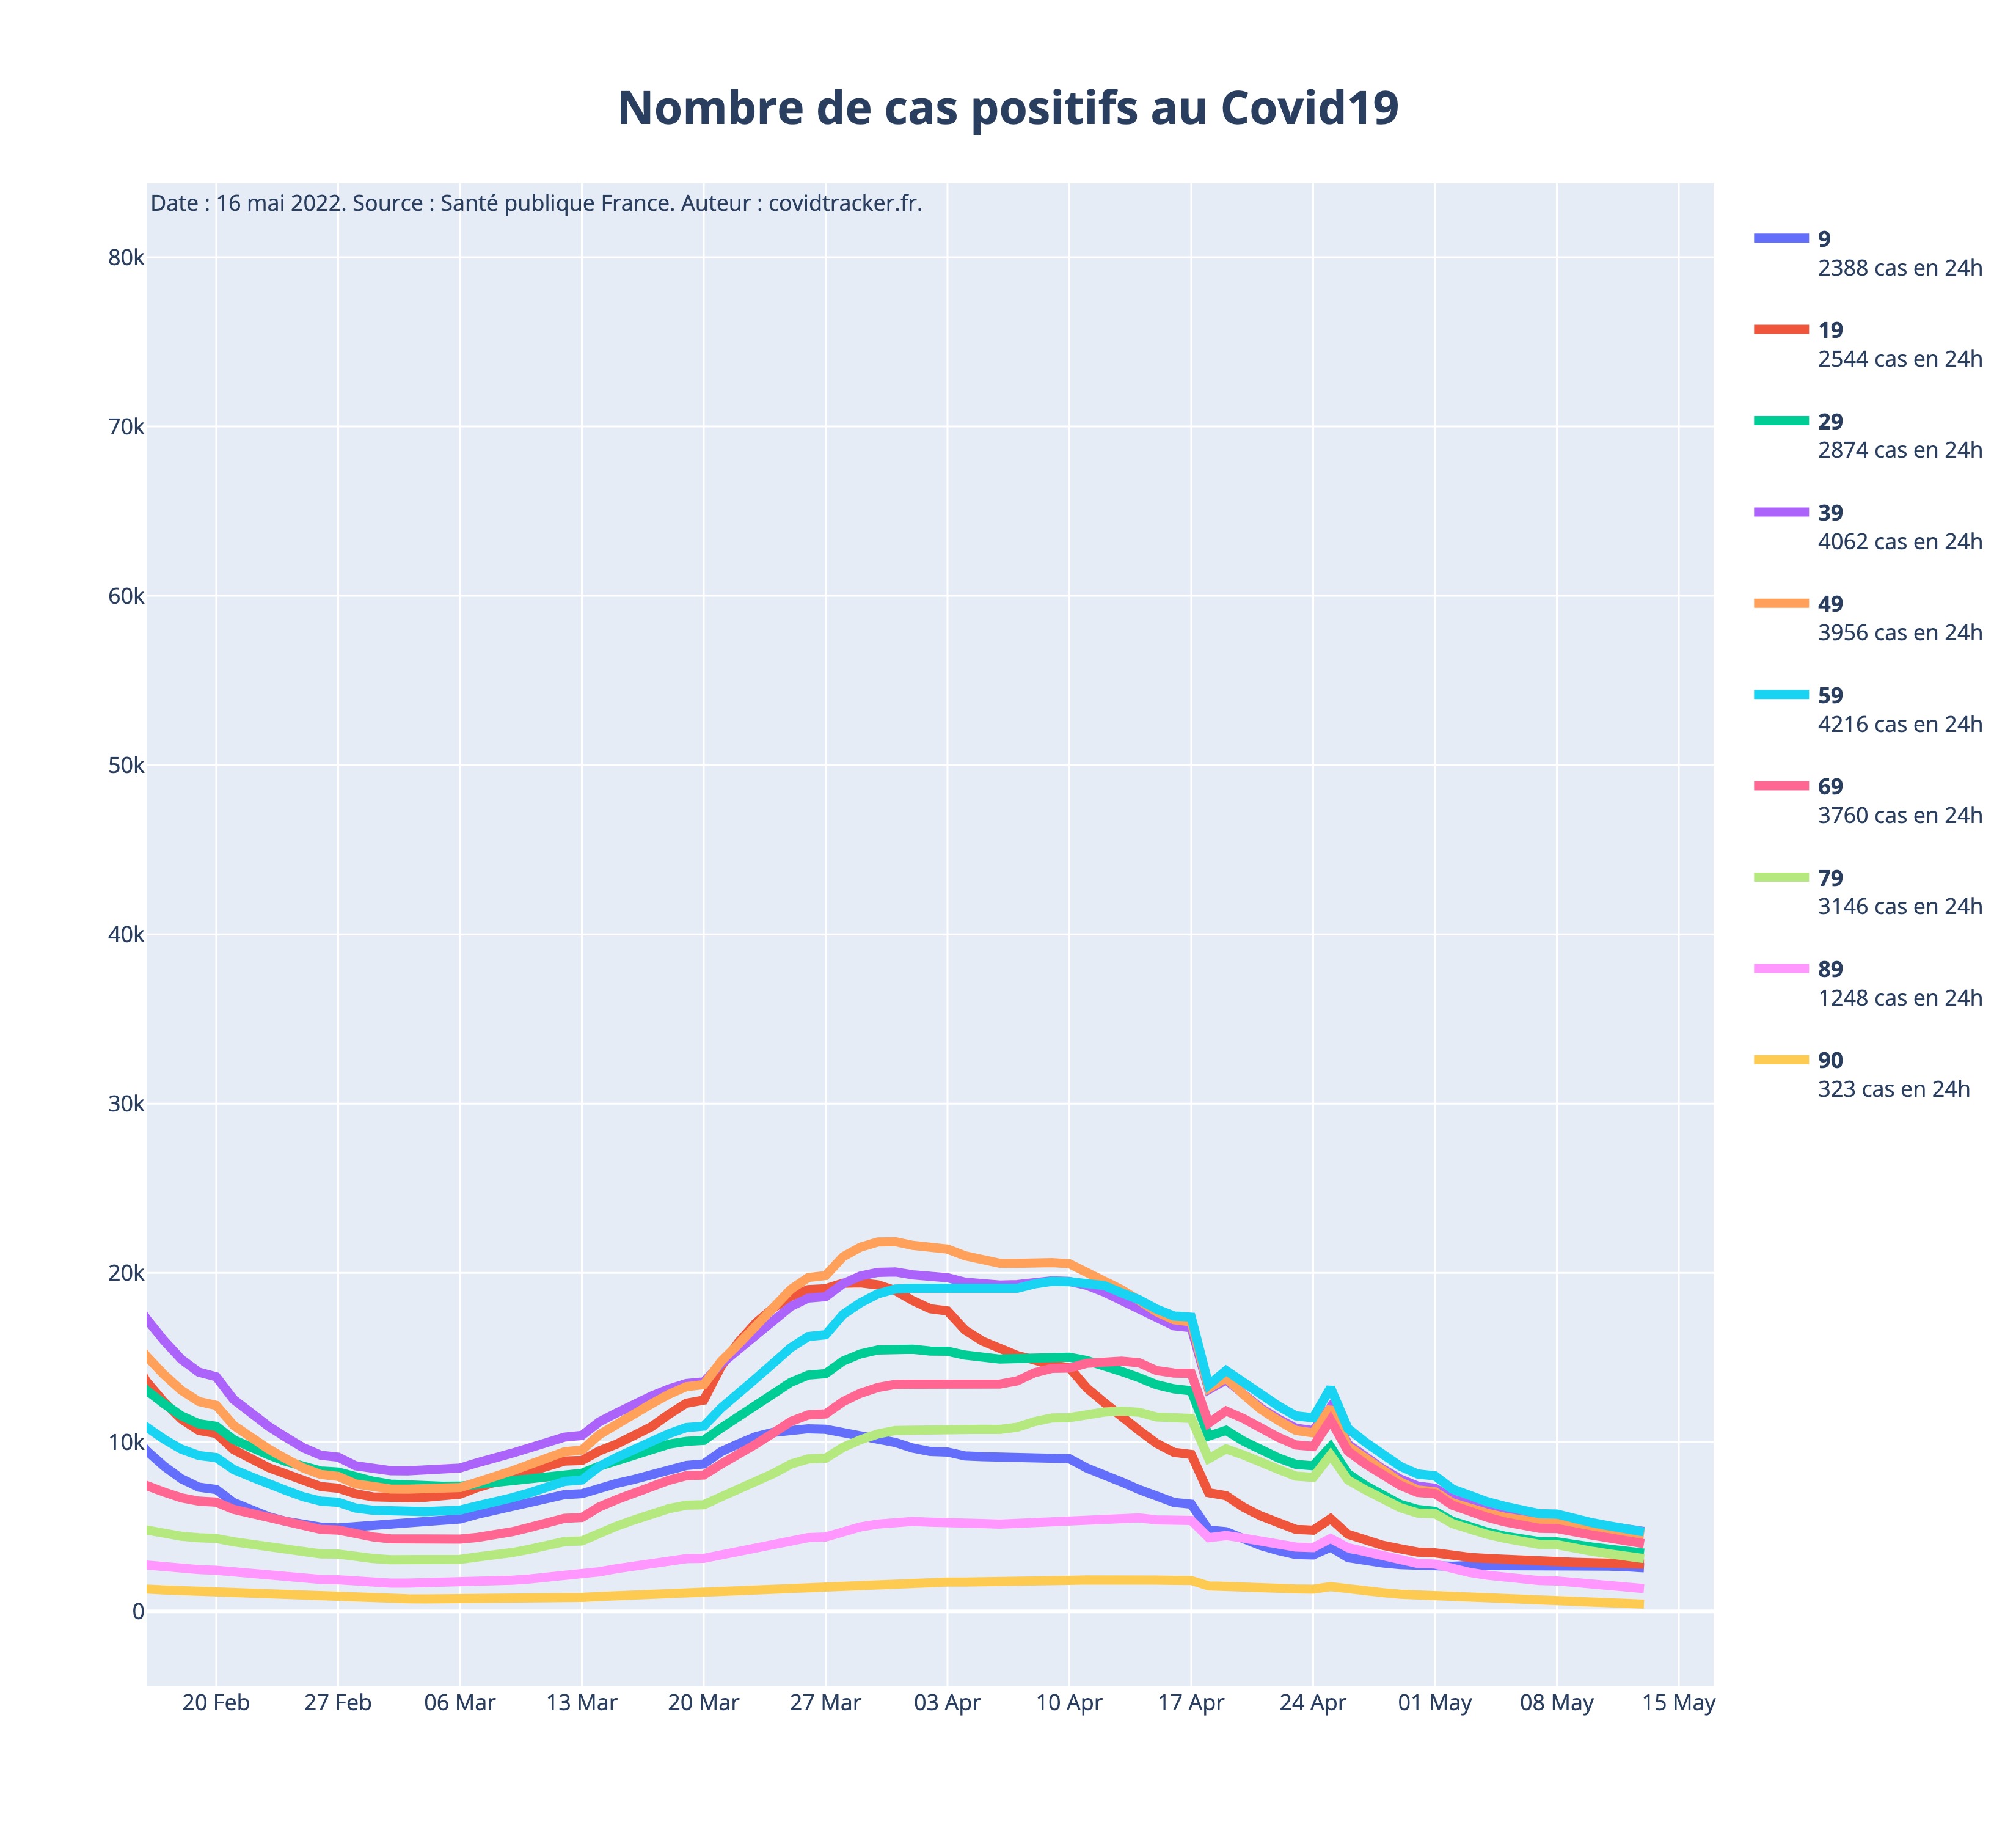 Nombre de cas positifs au Covid19
Date : 16 mai 2022. Source : Santé publique France. Auteur : covidtracker.fr.
80k
70k
60k
50k
40k
30k
20k
10k
0
20 Feb
27 Feb
06 Mar
13 Mar
20 Mar
27 Mar
03 Apr
10 Apr
17 Apr
24 Apr
01 May
08 May
15 May
9
2388 cas en 24h
19
2544 cas en 24h
29
2874 cas en 24h
39
4062 cas en 24h
49
3956 cas en 24h
59
4216 cas en 24h
69
3760 cas en 24h
79
3146 cas en 24h
89
1248 cas en 24h
90
323 cas en 24h